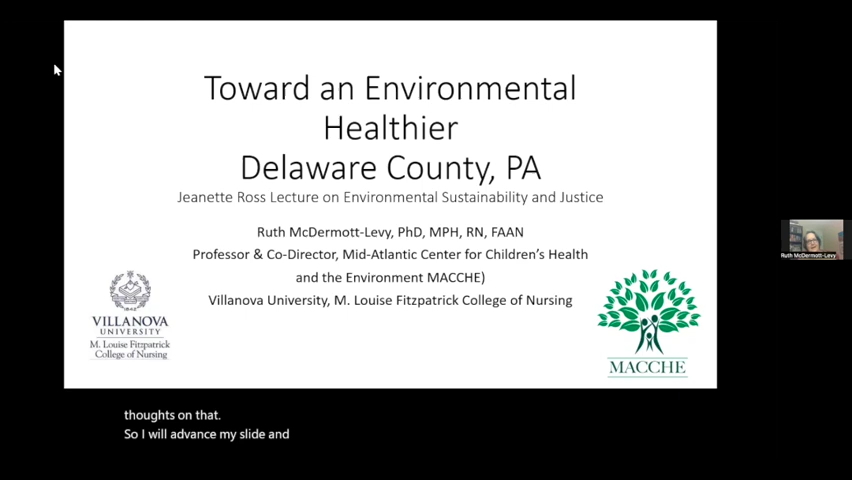 Toward an Environmental
Healthier
Delaware County, PA
Jeanette Ross Lecture on Environmental Sustainability and Justice
Ruth McDermott-Levy, PhD, MPH, RN, FAAN
Professor & Co-Director, Mid-Atlantic Center for Children's Health
and the Environment MACCHE)
Villanova University, M. Louise Fitzpatrick College of Nursing
1842
VILLANOVA
UNIVERSITY
M. Louise Fitzpatrick
College of Nursing
MACCHE
Ruth McDermott-Levy
thoughts on that.
So I will advance my slide and